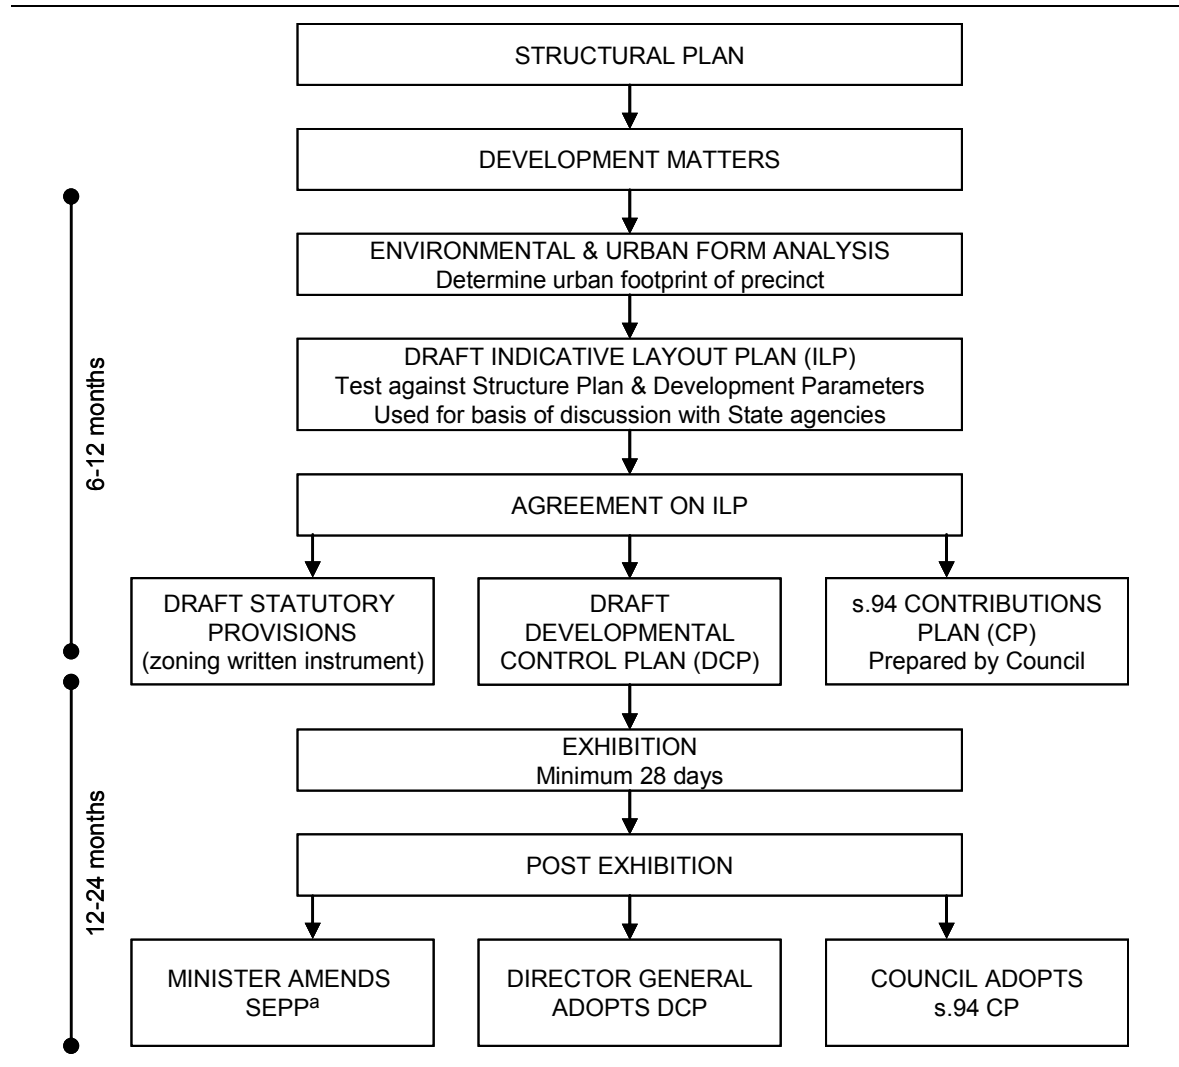 STRUCTURAL PLAN
DEVELOPMENT MATTERS
6-12 months
ENVIRONMENTAL & URBAN FORM ANALYSIS
Determine urban footprint of precinct
DRAFT INDICATIVE LAYOUT PLAN (ILP)
Test against Structure Plan & Development Parameters
Used for basis of discussion with State agencies
AGREEMENT ON ILP
DRAFT STATUTORY
PROVISIONS
(zoning written instrument)
DRAFT
DEVELOPMENTAL
CONTROL PLAN (DCP)
s.94 CONTRIBUTIONS
PLAN (CP)
Prepared by Council
12-24 months
EXHIBITION
Minimum 28 days
POST EXHIBITION
MINISTER AMENDS
SEPPa
DIRECTOR GENERAL
ADOPTS DCP
COUNCIL ADOPTS
s.94 CP